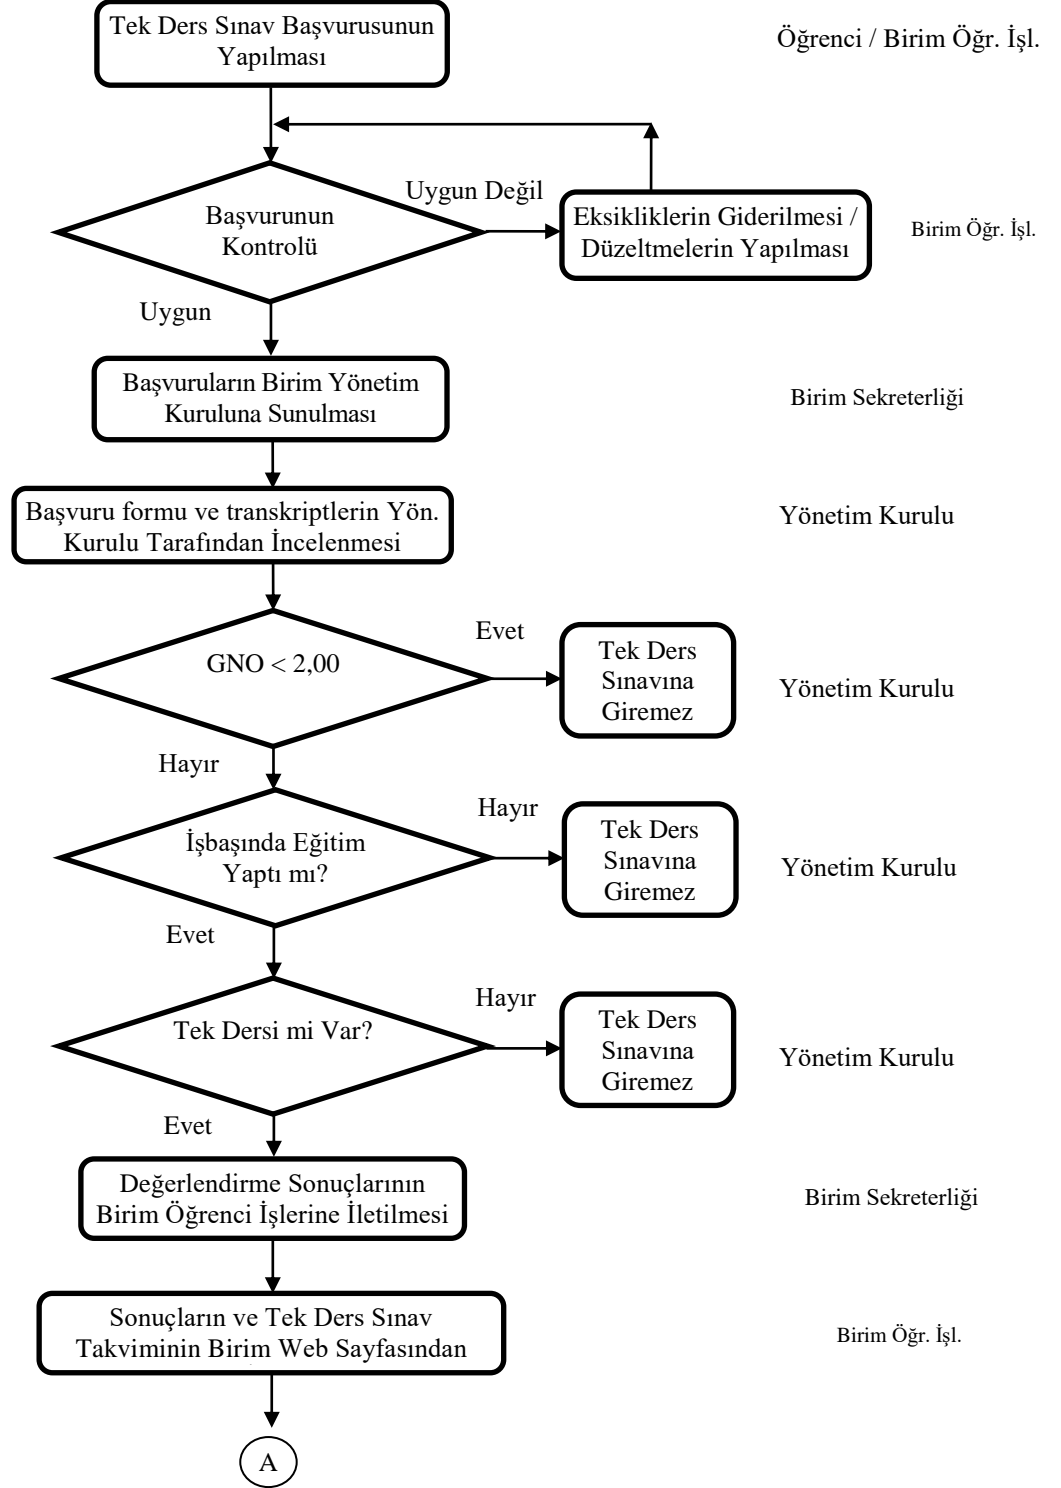 Tek Ders Sınav Başvurusunun
Yapılması
Öğrenci / Birim Öğr. İşl.
Uygun Değil
Başvurunun
Kontrolü
Eksikliklerin Giderilmesi /
Düzeltmelerin Yapılması
Birim Öğr. İşl.
Uygun
Başvuruların Birim Yönetim
Kuruluna Sunulması
Birim Sekreterliği
Başvuru formu ve transkriptlerin Yön.
Kurulu Tarafından İncelenmesi
Yönetim Kurulu
GNO < 2,00
Evet
Tek Ders
Sınavına
Giremez
Yönetim Kurulu
Hayır
İşbaşında Eğitim
Yaptı mı?
Hayır
Tek Ders
Sınavına
Giremez
Yönetim Kurulu
Evet
Tek Dersi mi Var?
Hayır
Tek Ders
Sınavına
Giremez
Yönetim Kurulu
Evet
Değerlendirme Sonuçlarının
Birim Öğrenci İşlerine İletilmesi
Birim Sekreterliği
Sonuçların ve Tek Ders Sınav
Takviminin Birim Web Sayfasından
Birim Öğr. İşl.
A